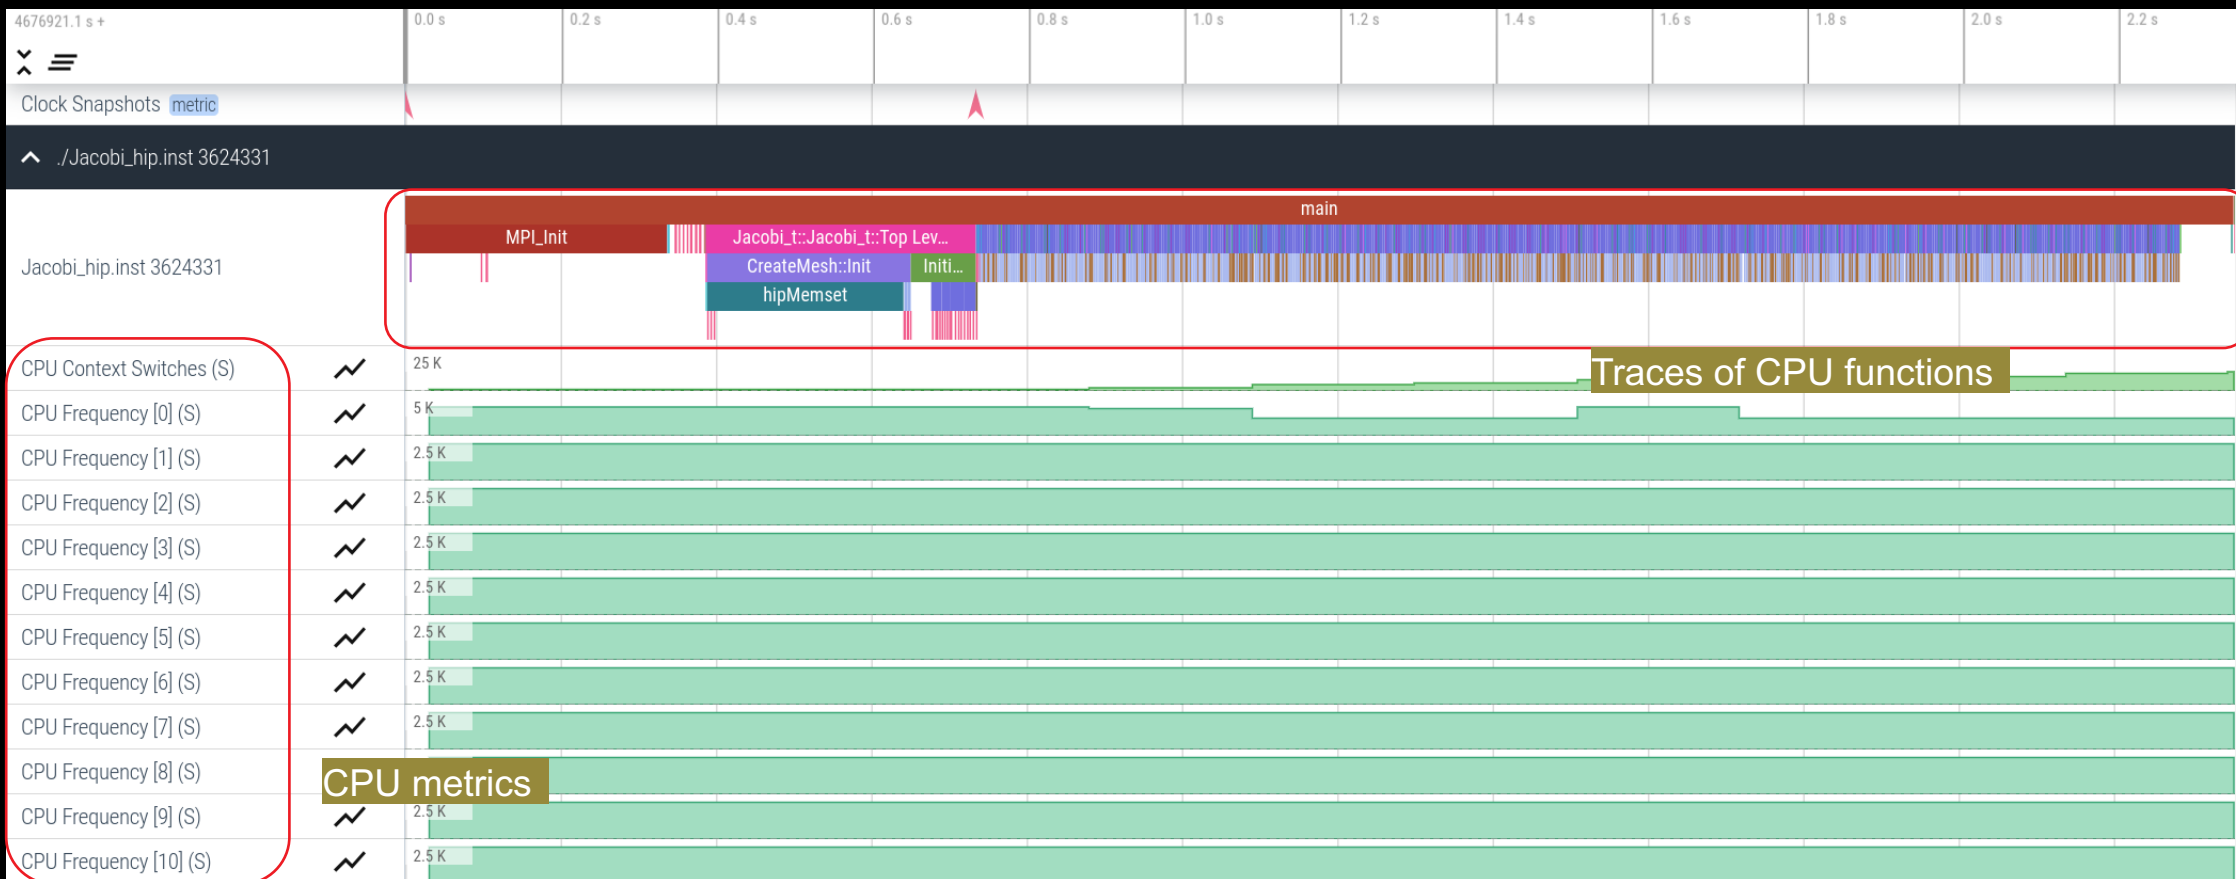 4676921.1 s +
0.0 s 0.2 s 0.4 s 0.6 s 0.8 s 1.0 s 1.2 s 1.4 s 1.6 s 1.8 s 2.0 s 2.2 s
Clock Snapshots metric
./Jacobi_hip.inst 3624331
main
MPI_Init Jacobi_t::Jacobi_t::Top Lev...
Jacobi_hip.inst 3624331 CreateMesh::Init Initi...
hipMemset
CPU Context Switches (S) 25 K
Traces of CPU functions
CPU Frequency [0] (S) 5 K
CPU Frequency [1] (S) 2.5 K
CPU Frequency [2] (S) 2.5 K
CPU Frequency [3] (S) 2.5 K
CPU Frequency [4] (S) 2.5 K
CPU Frequency [5] (S) 2.5 K
CPU Frequency [6] (S) 2.5 K
CPU Frequency [7] (S) 2.5 K
CPU Frequency [8] (S)
CPU metrics
CPU Frequency [9] (S) 2.5 K
CPU Frequency [10] (S) 2.5 K